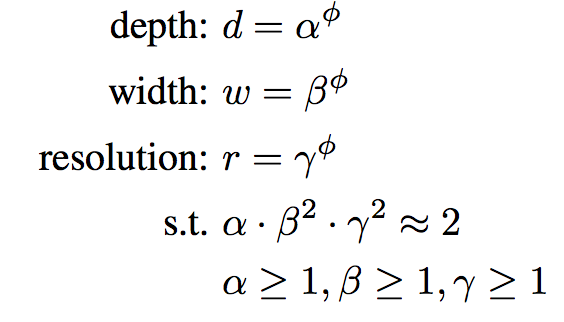 depth: d = α^ϕ
width: w = β^ϕ
resolution: r = γ^ϕ
s.t. α · β² · γ² ≈ 2
α ≥ 1, β ≥ 1, γ ≥ 1